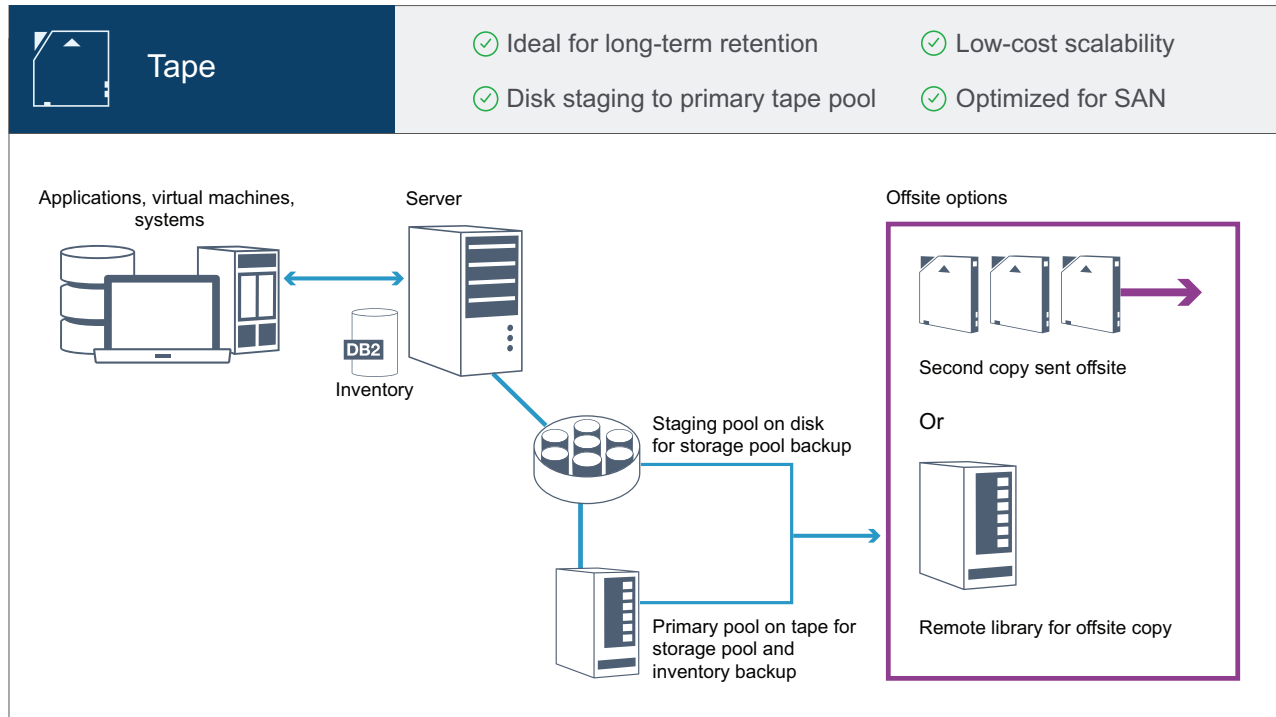 Tape
Ideal for long-term retention
Low-cost scalability
Disk staging to primary tape pool
Optimized for SAN
Applications, virtual machines,
systems
Server
DB2
Inventory
Staging pool on disk
for storage pool backup
Primary pool on tape for
storage pool and
inventory backup
Offsite options
Second copy sent offsite
Or
Remote library for offsite copy